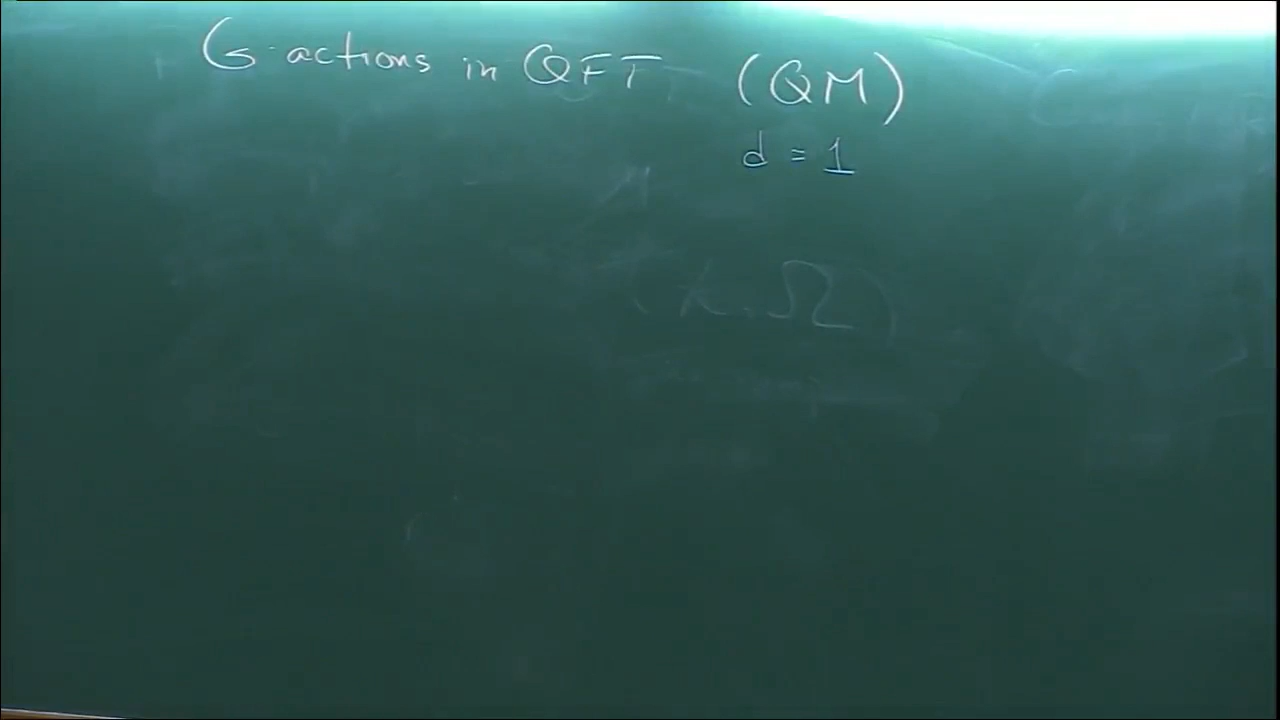 G-actions in QFT (QM)
d = 1